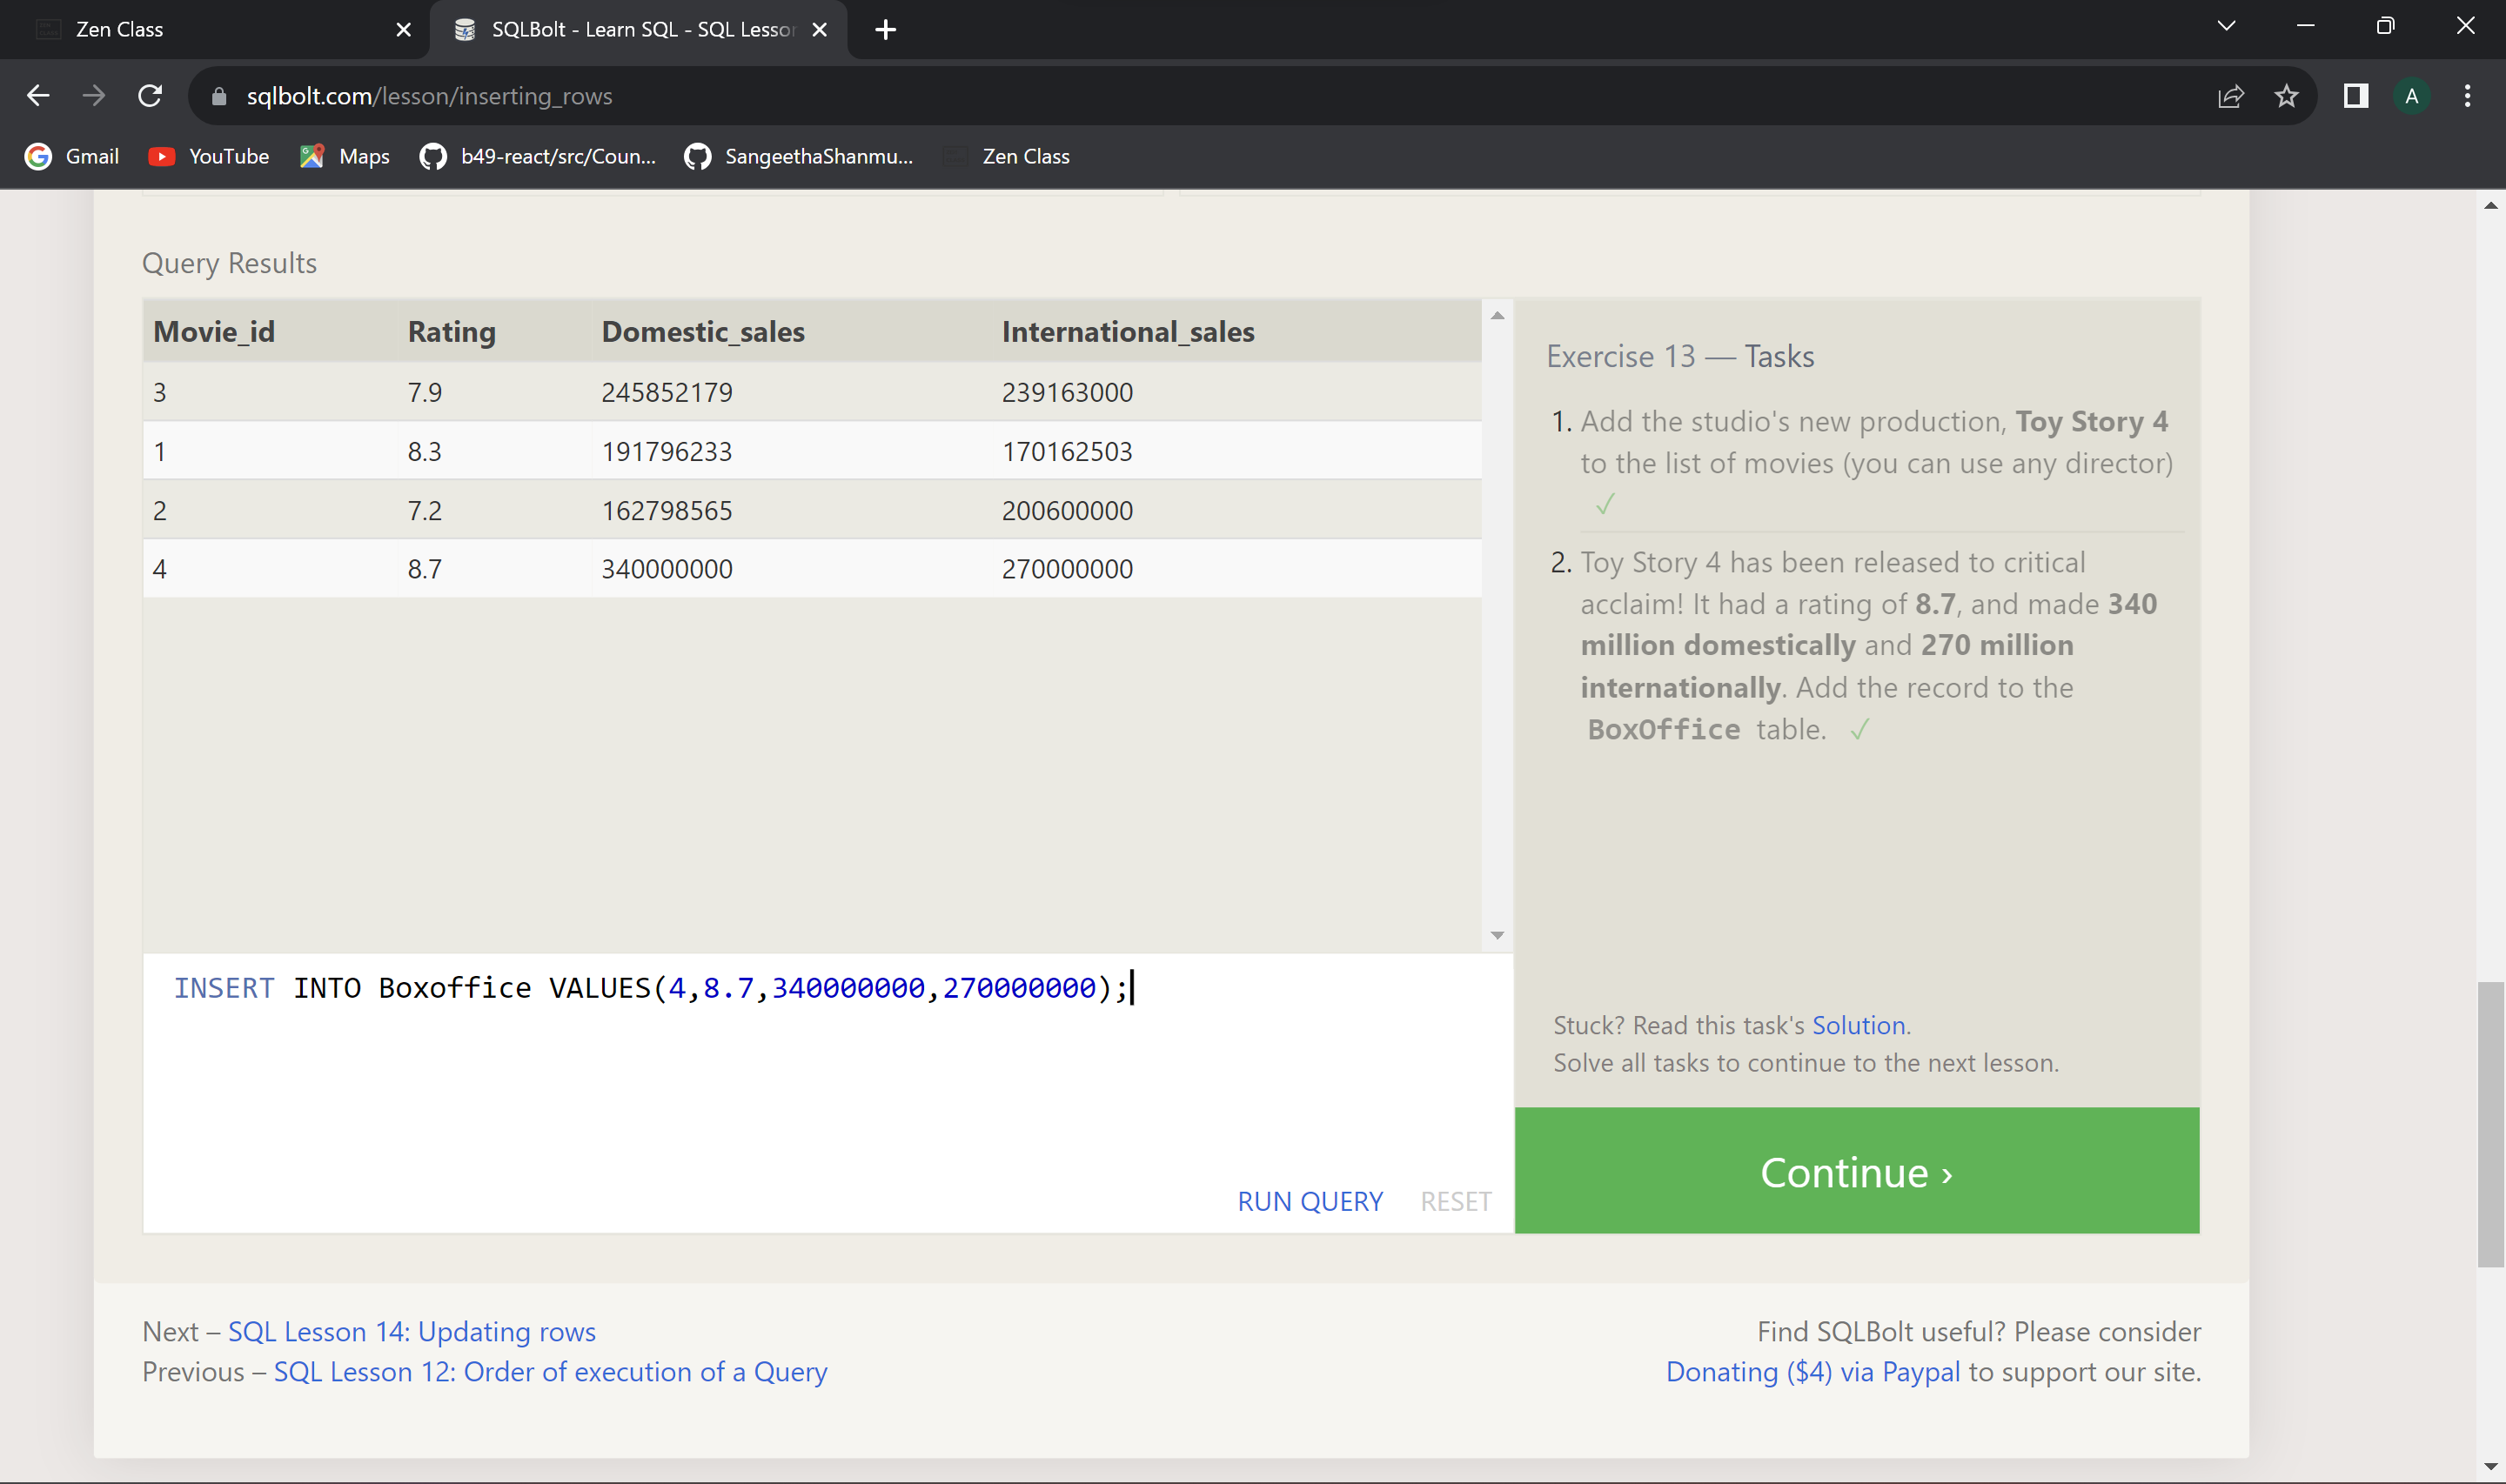 Zen Class
SQLBolt - Learn SQL - SQL Lesson
sqlbolt.com/lesson/inserting_rows
A
Gmail
YouTube
Maps
b49-react/src/Coun...
SangeethaShanmu...
Zen Class
Query Results
Movie_id Rating Domestic_sales International_sales
3 7.9 245852179 239163000
1 8.3 191796233 170162503
2 7.2 162798565 200600000
4 8.7 340000000 270000000
INSERT INTO Boxoffice VALUES(4,8.7,340000000,270000000);
RUN QUERY RESET
Exercise 13 — Tasks
1. Add the studio's new production, Toy Story 4
to the list of movies (you can use any director)
✓
2. Toy Story 4 has been released to critical
acclaim! It had a rating of 8.7, and made 340
million domestically and 270 million
internationally. Add the record to the
BoxOffice table. ✓
Stuck? Read this task's Solution.
Solve all tasks to continue to the next lesson.
Continue ›
Next – SQL Lesson 14: Updating rows
Previous – SQL Lesson 12: Order of execution of a Query
Find SQLBolt useful? Please consider
Donating ($4) via Paypal to support our site.